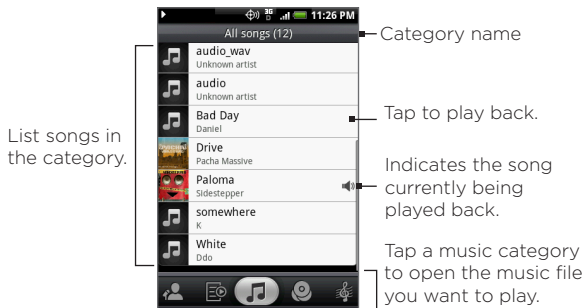 3G 11:26 PM
All songs (12)
audio_wav
Unknown artist
audio
Unknown artist
Bad Day
Daniel
Drive
Pacha Massive
Paloma
Sidestepper
somewhere
K
White
Ddo
List songs in
the category.
Category name
Tap to play back.
Indicates the song
currently being
played back.
Tap a music category
to open the music file
you want to play.